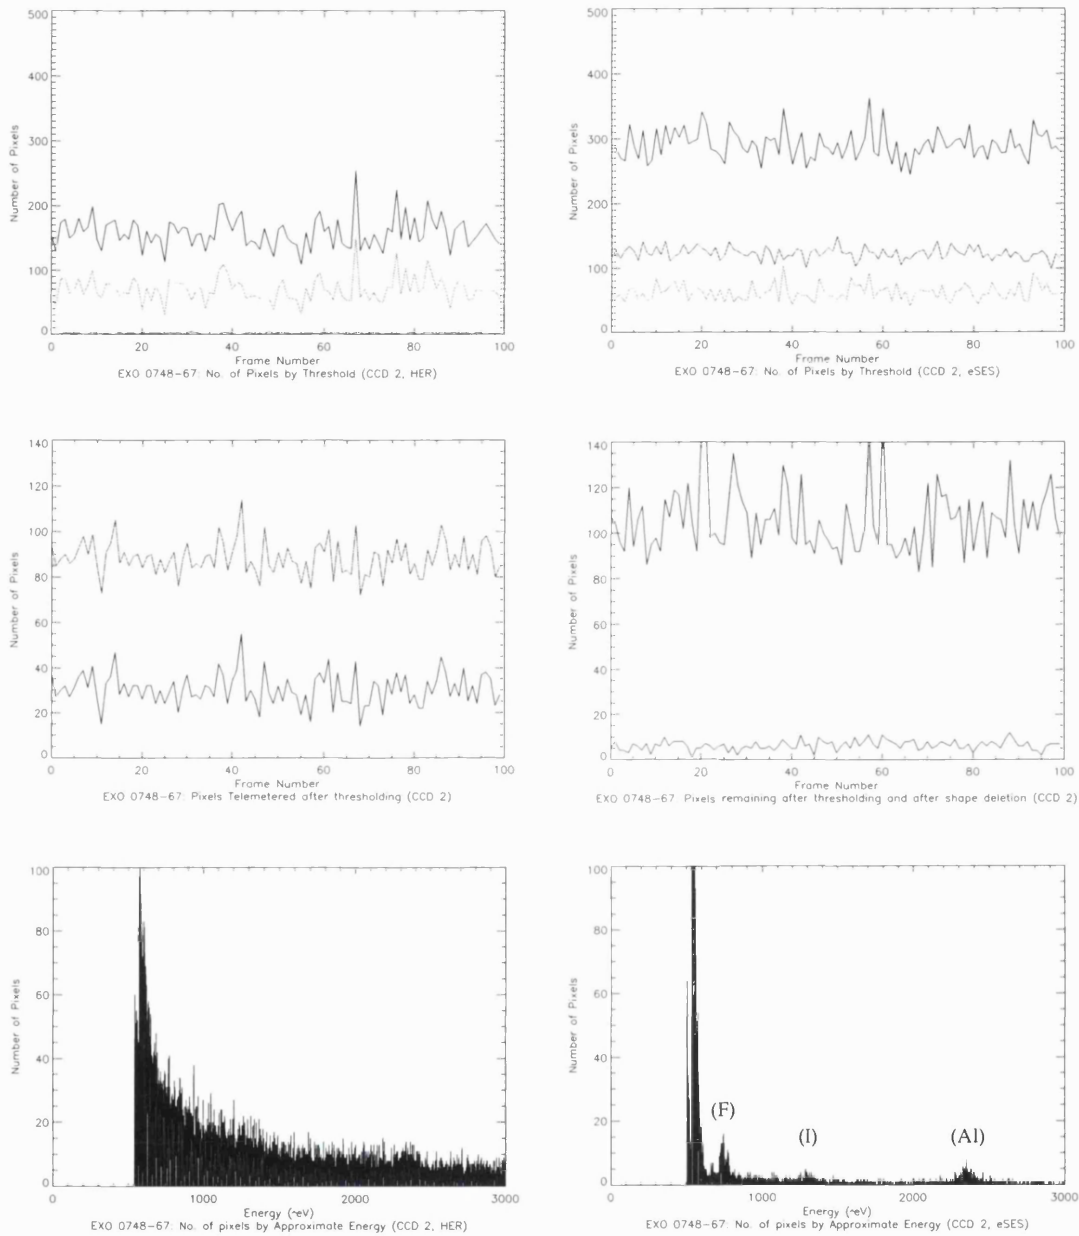 500
400
300
200
100
0
Number of Pixels
0 20 40 60 80 100
Frame Number
EXO 0748-67: No. of Pixels by Threshold (CCD 2, HER)
500
400
300
200
100
0
Number of Pixels
0 20 40 60 80 100
Frame Number
EXO 0748-67: No. of Pixels by Threshold (CCD 2, eSES)
140
120
100
80
60
40
20
0
Number of Pixels
0 20 40 60 80 100
Frame Number
EXO 0748-67: Pixels Telemetered after thresholding (CCD 2)
140
120
100
80
60
40
20
0
Number of Pixels
0 20 40 60 80 100
Frame Number
EXO 0748-67 Pixels remaining after thresholding and after shape deletion (CCD 2)
100
80
60
40
20
0
Number of Pixels
0 1000 2000 3000
Energy (~eV)
EXO 0748-67: No. of pixels by Approximate Energy (CCD 2, HER)
100
80
60
40
20
0
Number of Pixels
(F)
(I)
(Al)
0 1000 2000 3000
Energy (~eV)
EXO 0748-67: No. of pixels by Approximate Energy (CCD 2, eSES)